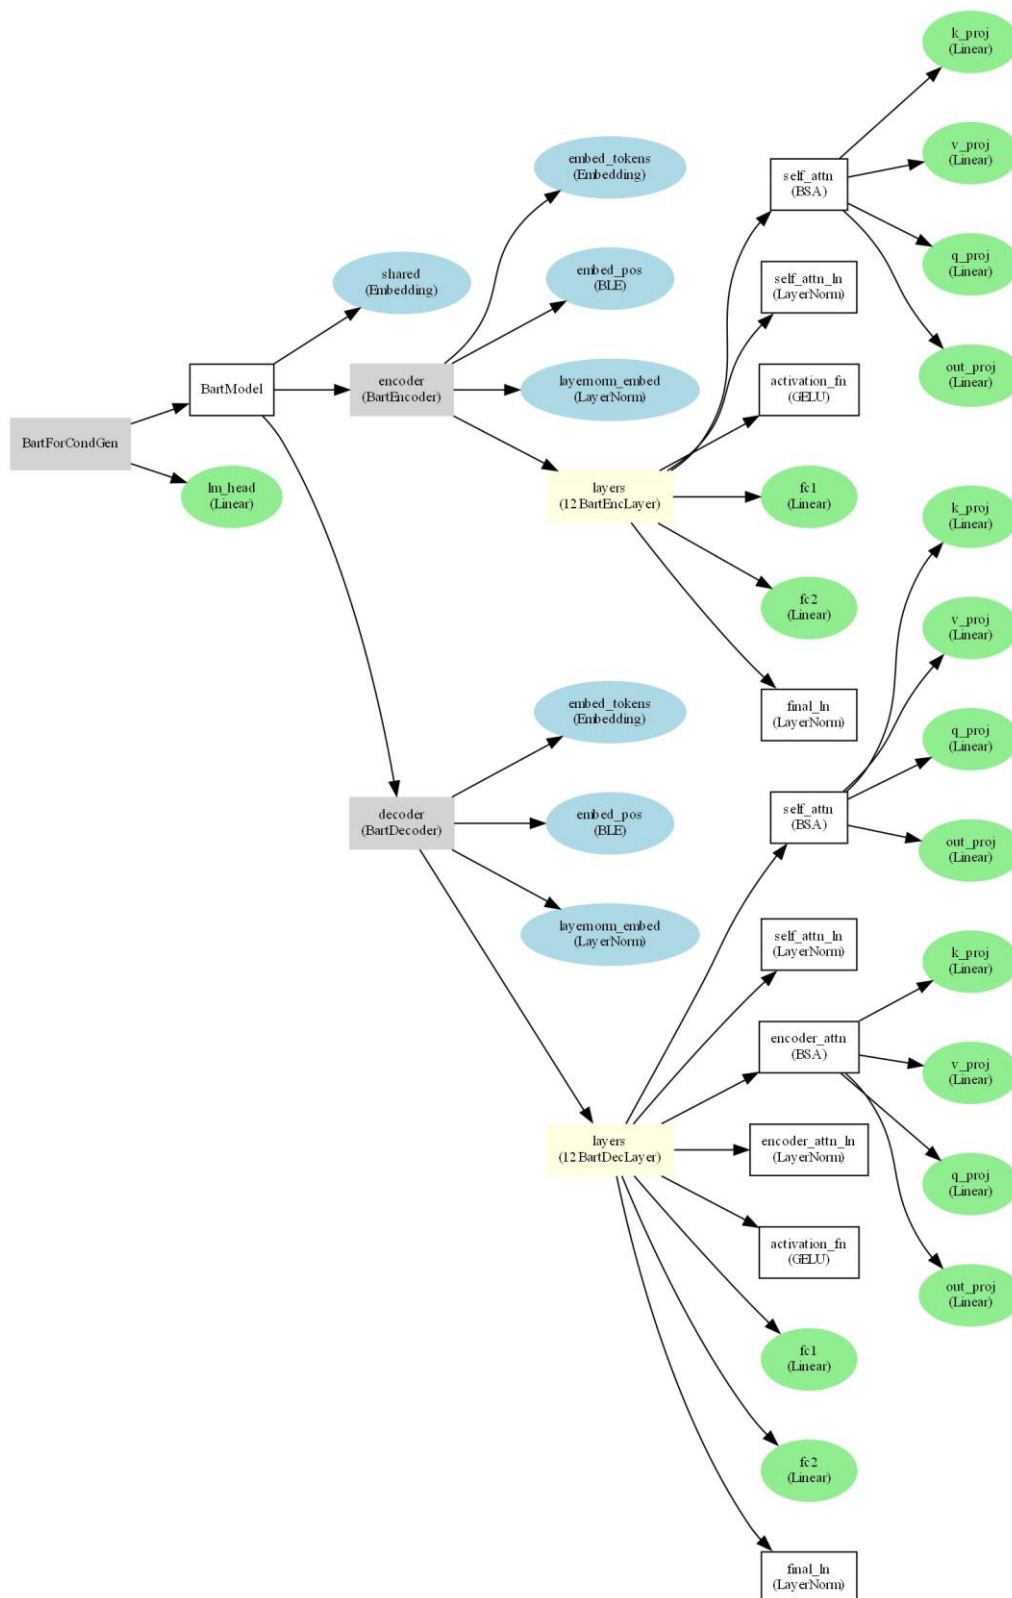 BartForCondGen
BartModel
lm_head
(Linear)
shared
(Embedding)
encoder
(BartEncoder)
decoder
(BartDecoder)
embed_tokens
(Embedding)
embed_pos
(BLE)
layernorm_embed
(LayerNorm)
layers
(12 BartEncLayer)
self_attn
(BSA)
k_proj
(Linear)
v_proj
(Linear)
q_proj
(Linear)
out_proj
(Linear)
self_attn_ln
(LayerNorm)
activation_fn
(GELU)
fc1
(Linear)
fc2
(Linear)
final_ln
(LayerNorm)
embed_tokens
(Embedding)
embed_pos
(BLE)
layernorm_embed
(LayerNorm)
layers
(12 BartDecLayer)
self_attn
(BSA)
k_proj
(Linear)
v_proj
(Linear)
q_proj
(Linear)
out_proj
(Linear)
self_attn_ln
(LayerNorm)
encoder_attn
(BSA)
k_proj
(Linear)
v_proj
(Linear)
q_proj
(Linear)
out_proj
(Linear)
encoder_attn_ln
(LayerNorm)
activation_fn
(GELU)
fc1
(Linear)
fc2
(Linear)
final_ln
(LayerNorm)